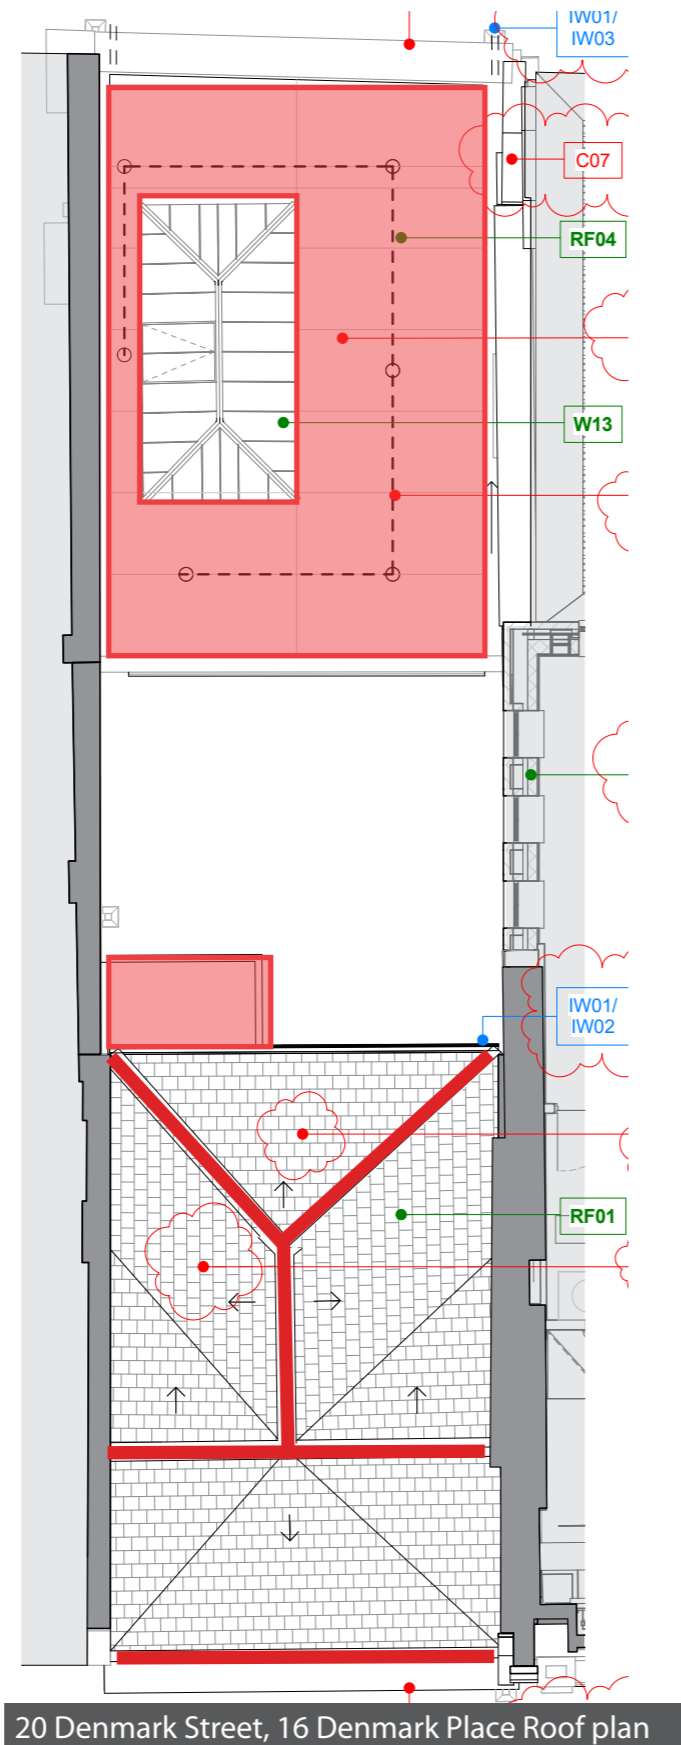 IW01/
IW03
C07
RF04
W13
IW01/
IW02
RF01
20 Denmark Street, 16 Denmark Place Roof plan